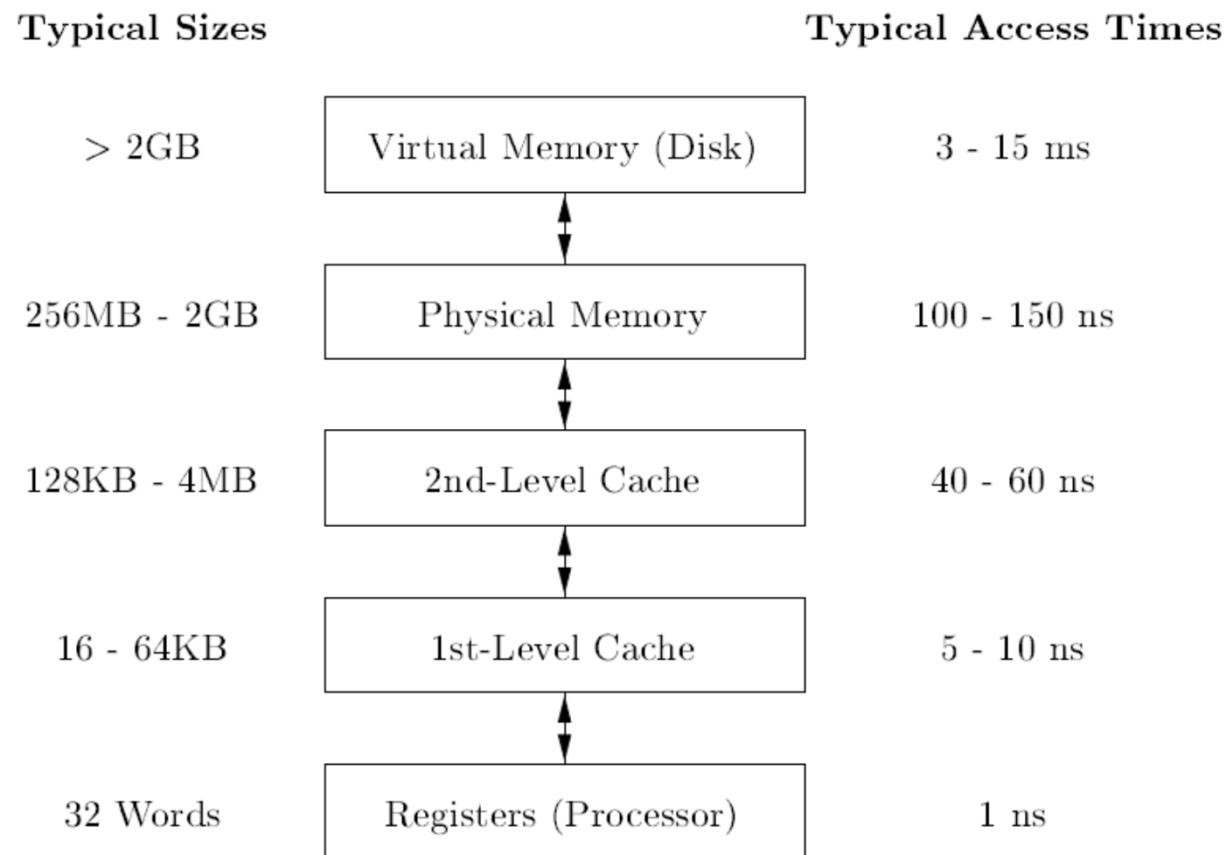 Typical Sizes Typical Access Times
> 2GB Virtual Memory (Disk) 3 - 15 ms
256MB - 2GB Physical Memory 100 - 150 ns
128KB - 4MB 2nd-Level Cache 40 - 60 ns
16 - 64KB 1st-Level Cache 5 - 10 ns
32 Words Registers (Processor) 1 ns